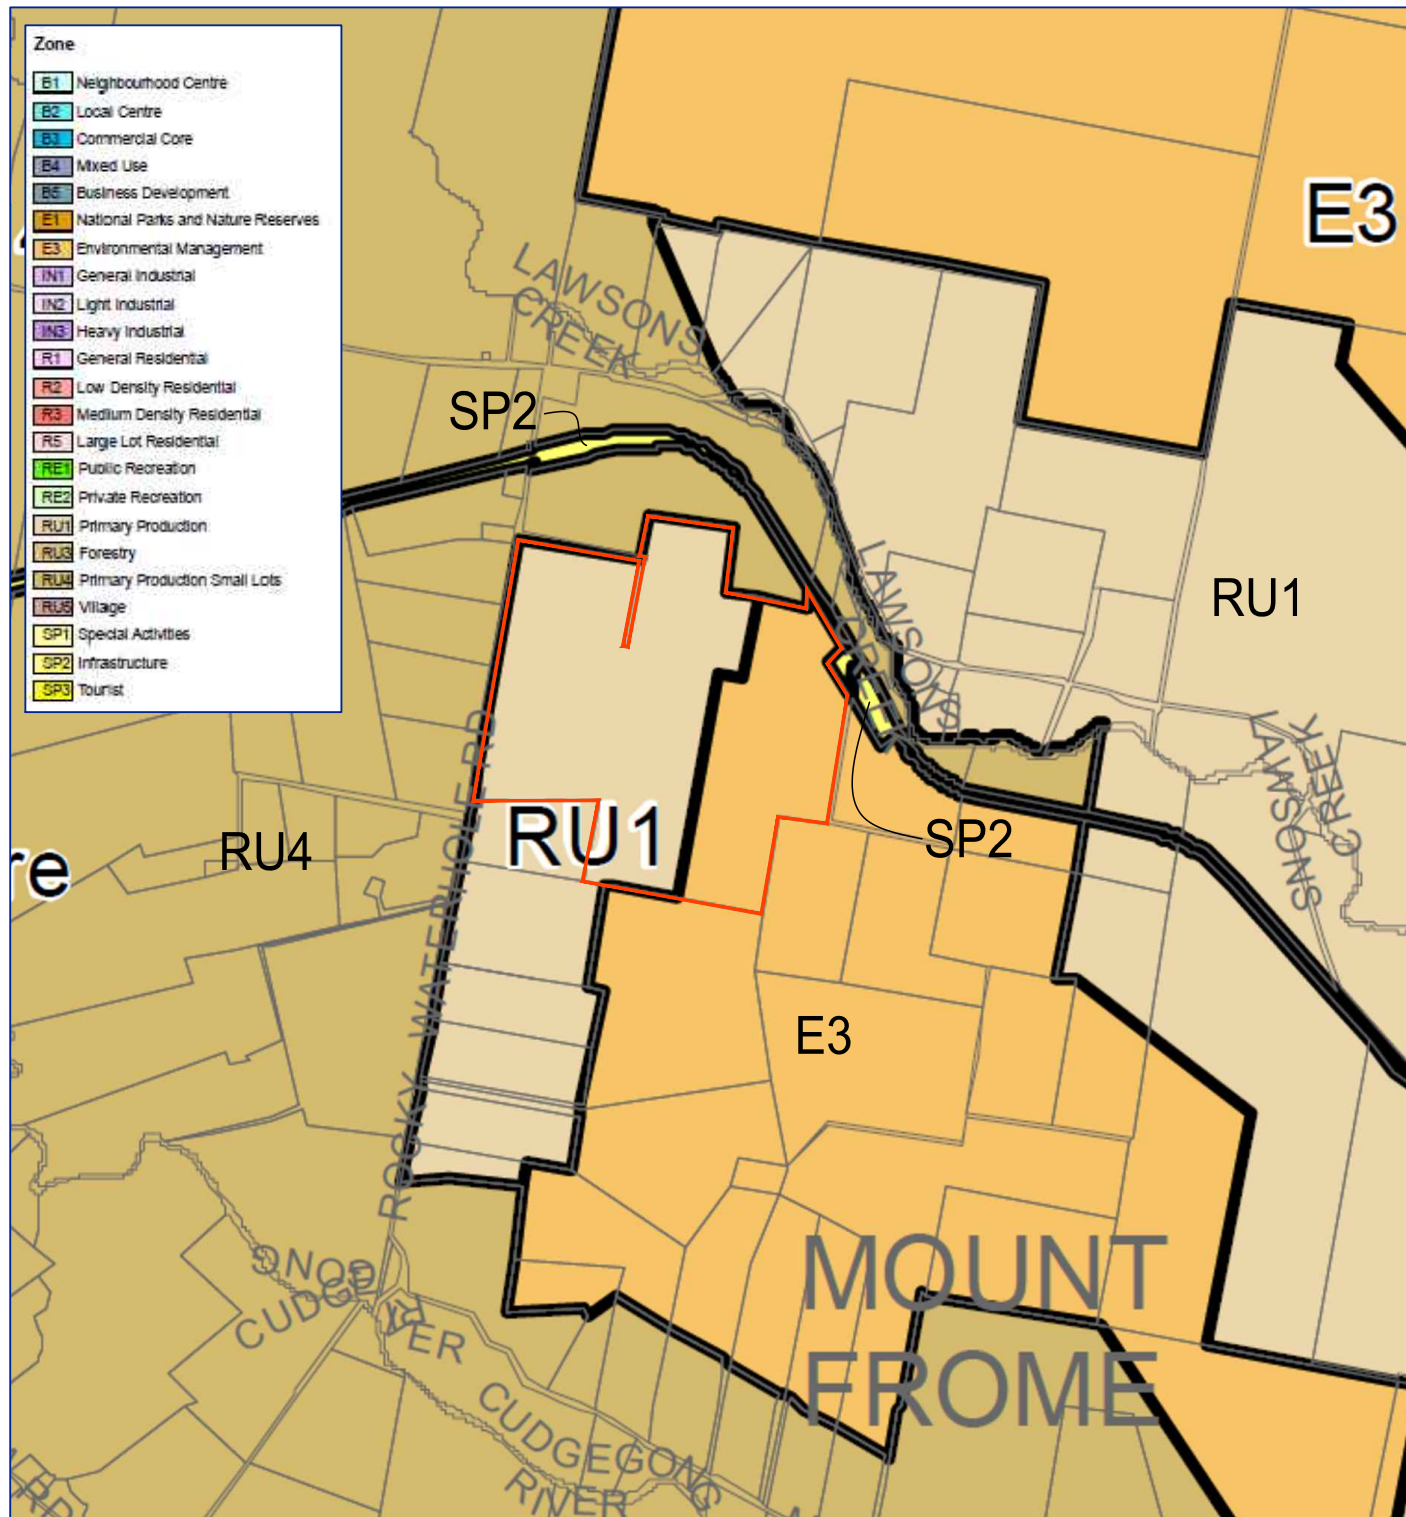 Zone
B1 Neighbourhood Centre
B2 Local Centre
B3 Commercial Core
B4 Mixed Use
B5 Business Development
E1 National Parks and Nature Reserves
E3 Environmental Management
IN1 General Industrial
IN2 Light Industrial
IN3 Heavy Industrial
R1 General Residential
R2 Low Density Residential
R3 Medium Density Residential
R5 Large Lot Residential
RE1 Public Recreation
RE2 Private Recreation
RU1 Primary Production
RU3 Forestry
RU4 Primary Production Small Lots
RU5 Village
SP1 Special Activities
SP2 Infrastructure
SP3 Tourist
E3
LAWSONS
CREEK
SP2
LAWSONS
CREEK
RU1
ROCKY WATERHOLE RD
RU1
RU4
re
SP2
LAWSONS
CREEK
E3
MOUNT
FROME
CUDGEGONG
RIVER
CUDGEGONG
RIVER